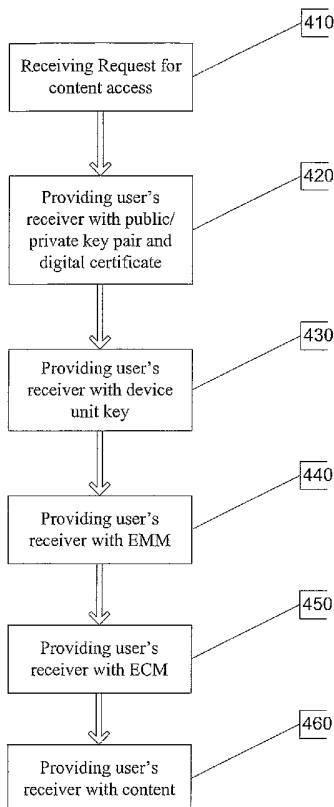 410
Receiving Request for
content access
420
Providing user's
receiver with public/
private key pair and
digital certificate
430
Providing user's
receiver with device
unit key
440
Providing user's
receiver with EMM
450
Providing user's
receiver with ECM
460
Providing user's
receiver with content